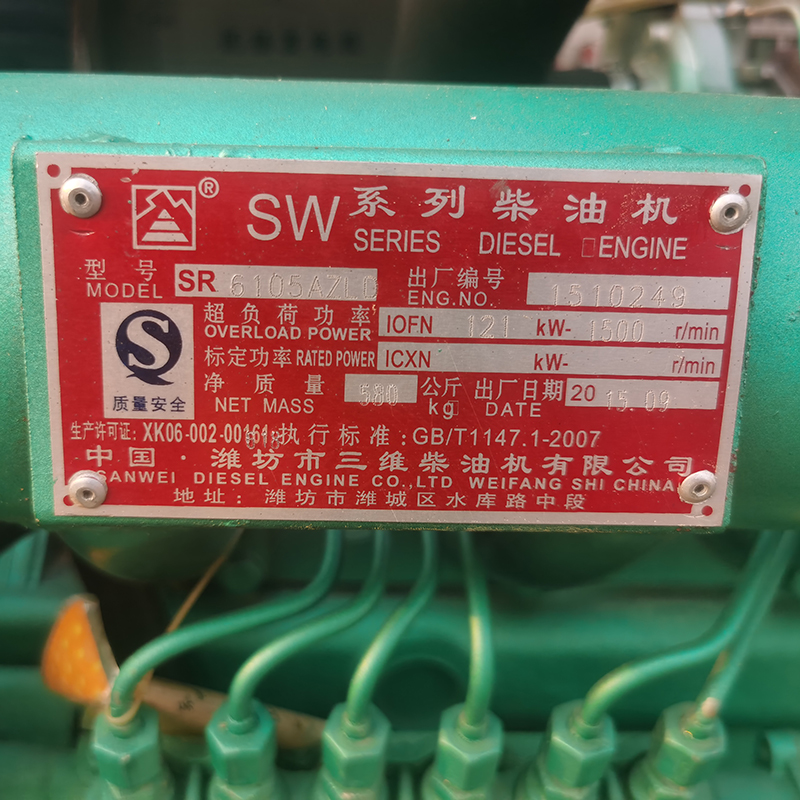 ® SW 系列柴油机
SERIES DIESEL ENGINE
型号 SR 6105AZLD 出厂编号 1510249
MODEL ENG.NO.
超负荷功率 IOFN 121 kW- 1500 r/min
OVERLOAD POWER
标定功率 RATED POWER ICXN kW- r/min
质量安全
净质量 580 公斤 出厂日期 20 15.09
NET MASS kg DATE
生产许可证: XK06-002-00161 执行标准: GB/T1147.1-2007
618
中国·潍坊市三维柴油机有限公司
SANWEI DIESEL ENGINE CO.,LTD WEIFANG SHI CHINA
地址: 潍坊市潍城区水库路中段